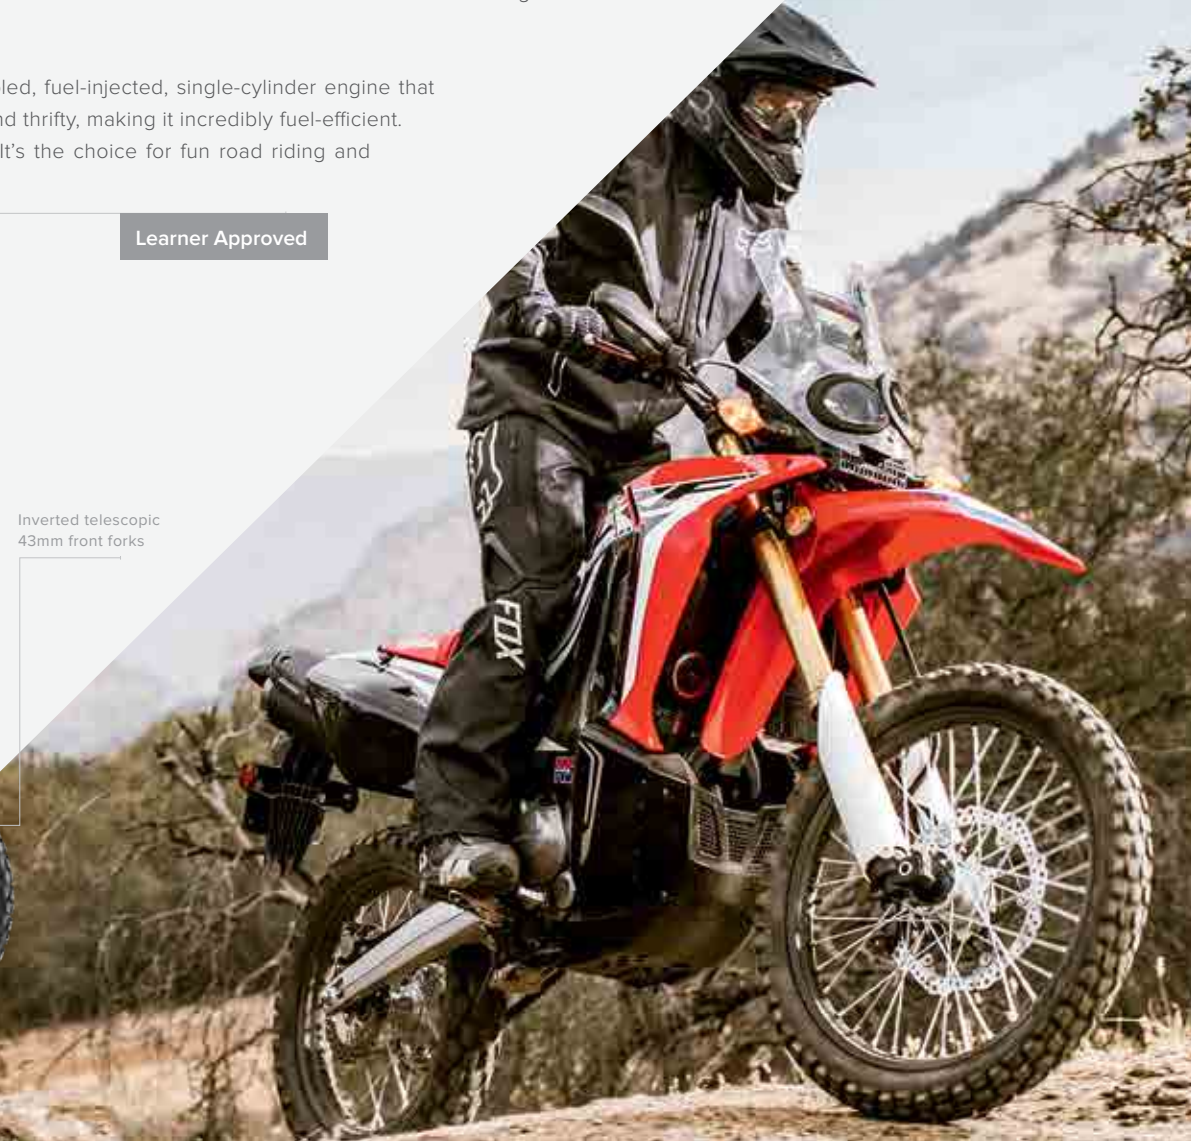 led, fuel-injected, single-cylinder engine that
nd thrifty, making it incredibly fuel-efficient.
It’s the choice for fun road riding and
Learner Approved
Inverted telescopic
43mm front forks
FOX